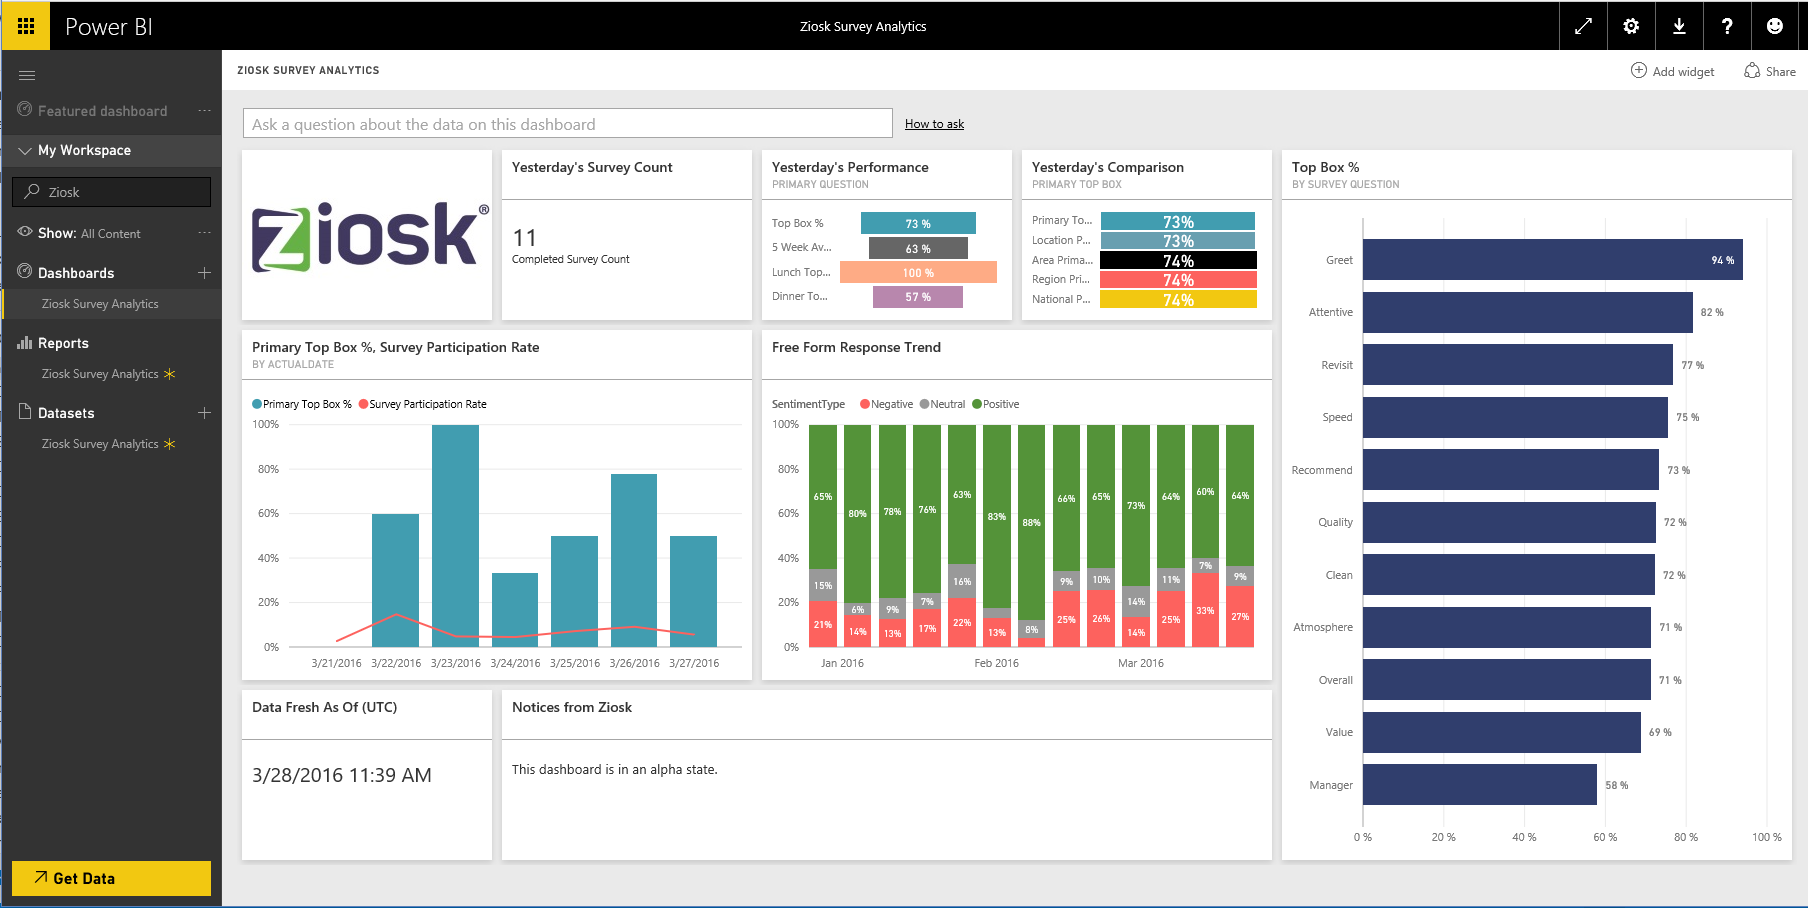 Power BI
Ziosk Survey Analytics
Featured dashboard
My Workspace
Ziosk
Show: All Content
Dashboards
Ziosk Survey Analytics
Reports
Ziosk Survey Analytics
Datasets
Ziosk Survey Analytics
Get Data
ZIOSK SURVEY ANALYTICS
Add widget
Share
Ask a question about the data on this dashboard
How to ask
ziosk®
Yesterday's Survey Count
11
Completed Survey Count
Yesterday's Performance
PRIMARY QUESTION
Top Box % 73 %
5 Week Av... 63 %
Lunch Top... 100 %
Dinner To... 57 %
Yesterday's Comparison
PRIMARY TOP BOX
Primary To... 73%
Location P... 73%
Area Prima... 74%
Region Pri... 74%
National P... 74%
Top Box %
BY SURVEY QUESTION
Greet 94 %
Attentive 82 %
Revisit 77 %
Speed 75 %
Recommend 73 %
Quality 72 %
Clean 72 %
Atmosphere 71 %
Overall 71 %
Value 69 %
Manager 58 %
0 % 20 % 40 % 60 % 80 % 100 %
Primary Top Box %, Survey Participation Rate
BY ACTUALDATE
Primary Top Box % Survey Participation Rate
100%
80%
60%
40%
20%
0%
3/21/2016 3/22/2016 3/23/2016 3/24/2016 3/25/2016 3/26/2016 3/27/2016
Free Form Response Trend
SentimentType Negative Neutral Positive
100%
80%
60%
40%
20%
0%
65% 80% 78% 76% 63% 83% 88% 66% 65% 73% 64% 60% 64%
15% 6% 9% 7% 16% 8% 9% 10% 14% 11% 7% 9%
21% 14% 13% 17% 22% 13% 25% 26% 14% 25% 33% 27%
Jan 2016 Feb 2016 Mar 2016
Data Fresh As Of (UTC)
3/28/2016 11:39 AM
Notices from Ziosk
This dashboard is in an alpha state.